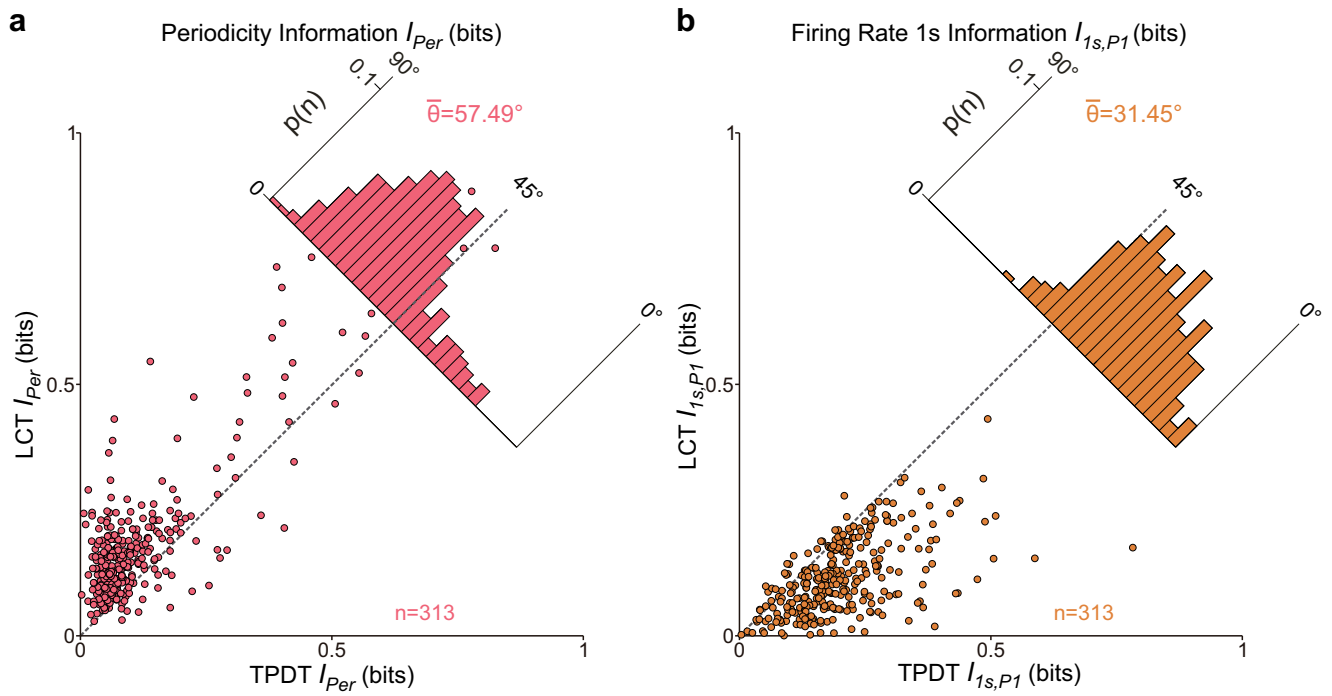 a
Periodicity Information I_Per (bits)
90°
0.1
p(n)
0
θ̅=57.49°
45°
0°
1
0.5
0
LCT I_Per (bits)
n=313
0
0.5
1
TPDT I_Per (bits)
b
Firing Rate 1s Information I_1s,P1 (bits)
90°
0.1
p(n)
0
θ̅=31.45°
45°
0°
1
0.5
0
LCT I_1s,P1 (bits)
n=313
0
0.5
1
TPDT I_1s,P1 (bits)